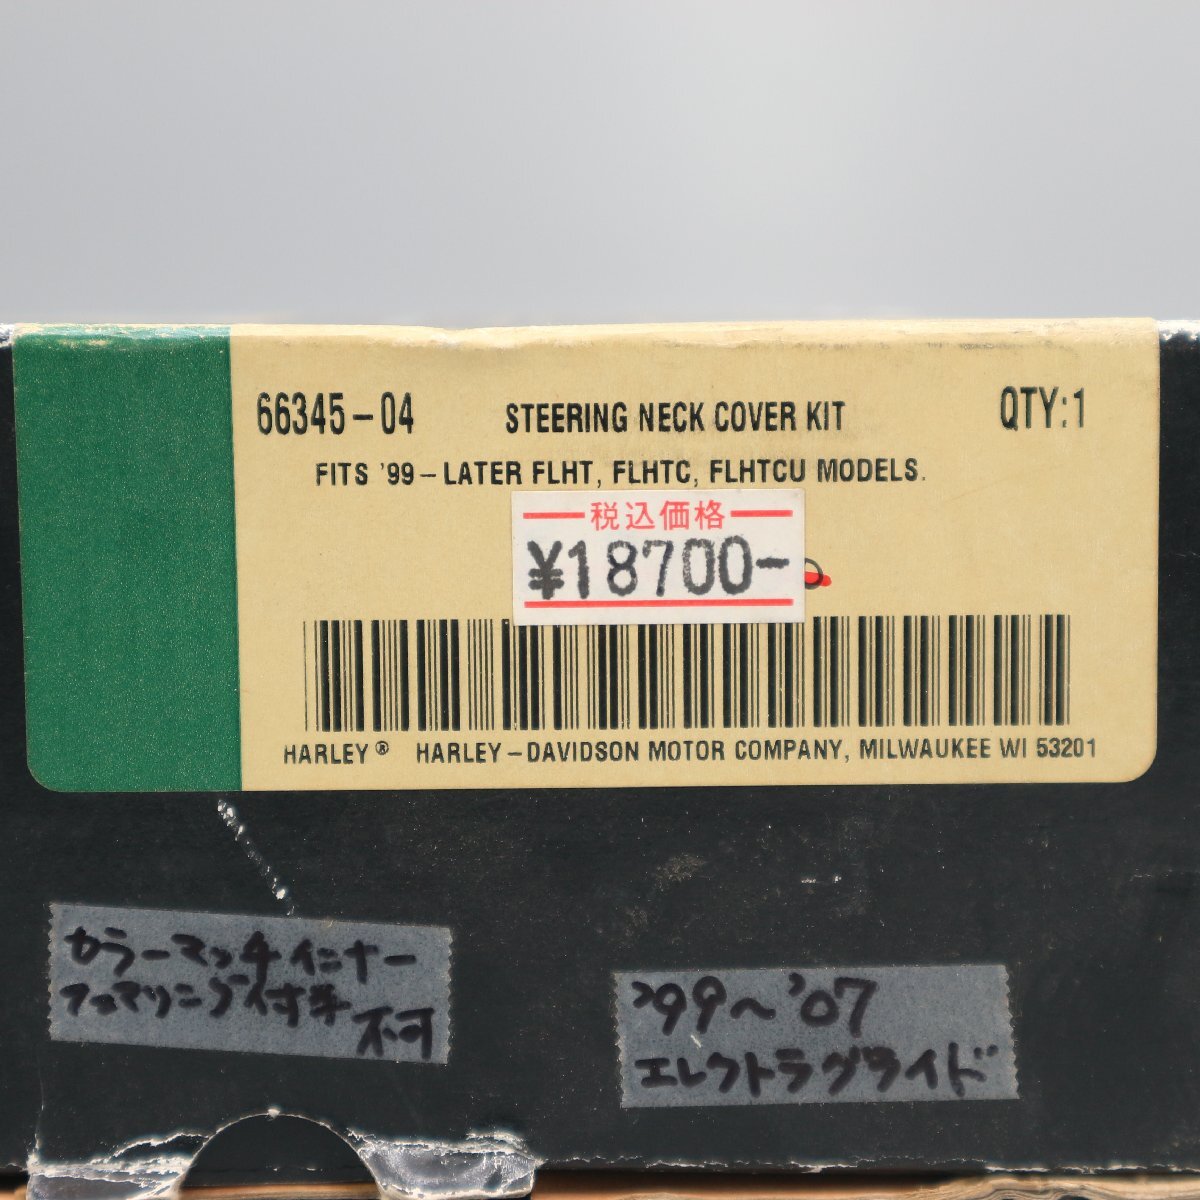 66345-04 STEERING NECK COVER KIT QTY:1
FITS '99-LATER FLHT, FLHTC, FLHTCU MODELS.
税込価格
¥18700-
HARLEY® HARLEY-DAVIDSON MOTOR COMPANY, MILWAUKEE WI 53201
カラーマッチインナー
フェアリング付車
不可
'99~'07
エレクトラグライド